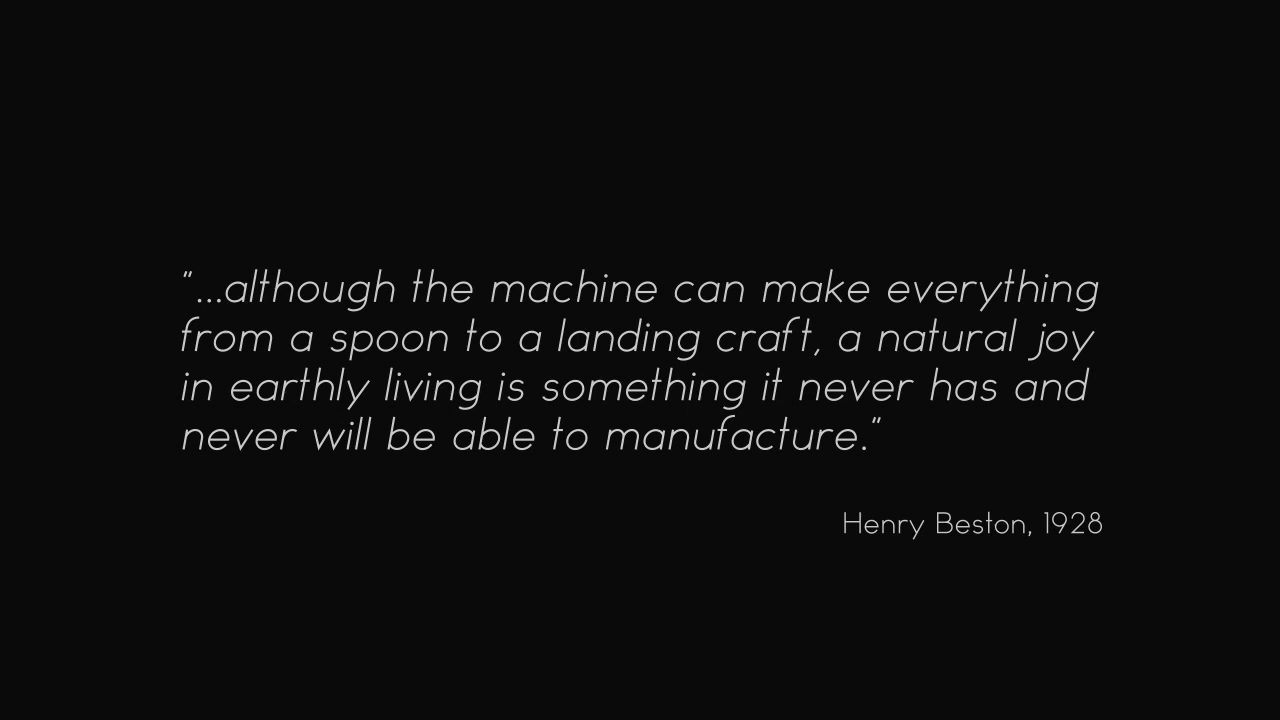 "...although the machine can make everything
from a spoon to a landing craft, a natural joy
in earthly living is something it never has and
never will be able to manufacture."
Henry Beston, 1928